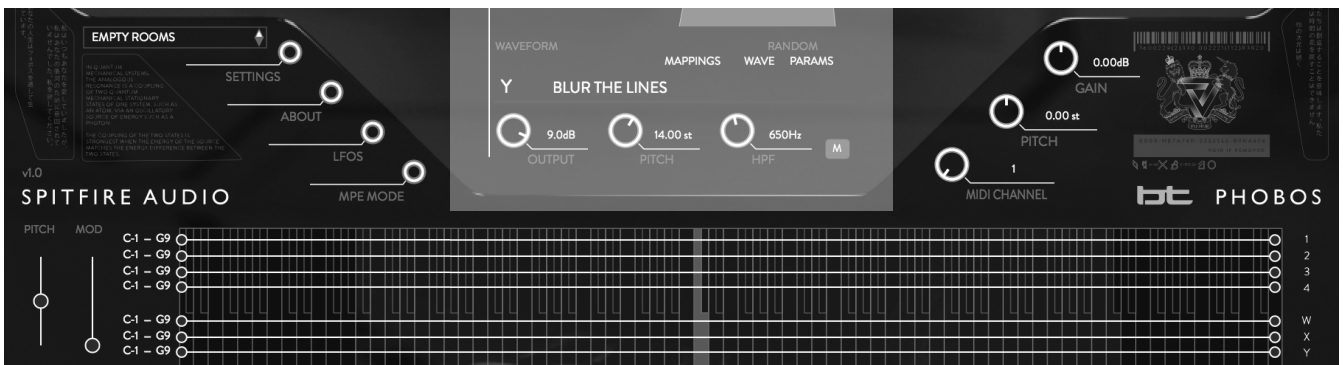 EMPTY ROOMS
SETTINGS
ABOUT
LFOS
MPE MODE
IN QUANTUM
MECHANICAL SYSTEMS,
THE ANALOGOUS
RESONANCE IS A COUPLING
OF TWO QUANTUM
MECHANICAL STATIONARY
STATES OF ONE SYSTEM, SUCH AS
AN ATOM, VIA AN OSCILLATORY
SOURCE OF ENERGY SUCH AS A
PHOTON.
THE COUPLING OF THE TWO STATES IS
STRONGEST WHEN THE ENERGY OF THE SOURCE
MATCHES THE ENERGY DIFFERENCE BETWEEN THE
TWO STATES.
v1.0
SPITFIRE AUDIO
WAVEFORM
RANDOM
MAPPINGS WAVE PARAMS
Y BLUR THE LINES
9.0dB 14.00 st 650Hz
OUTPUT PITCH HPF M
0.00dB
GAIN
0.00 st
PITCH
1
MIDI CHANNEL
bt PHOBOS
PITCH MOD
C-1 – G9 1
C-1 – G9 2
C-1 – G9 3
C-1 – G9 4
C-1 – G9 W
C-1 – G9 X
C-1 – G9 Y